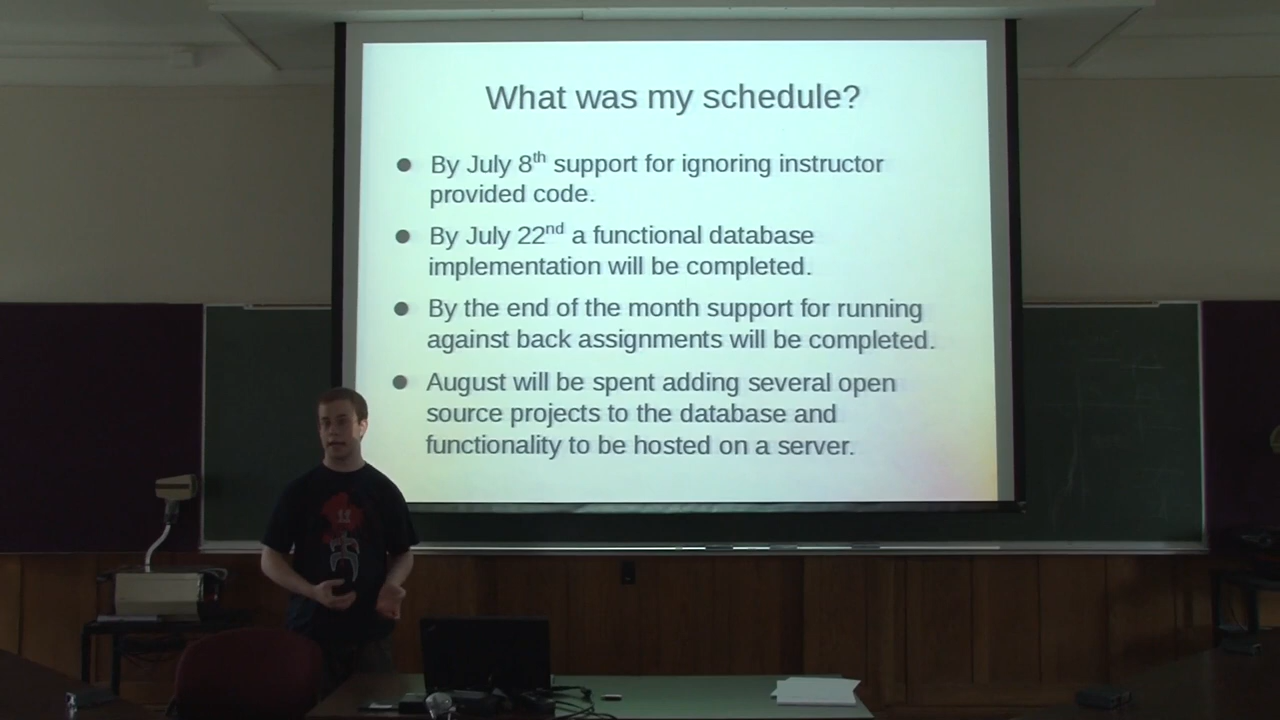 What was my schedule?
● By July 8th support for ignoring instructor
provided code.
● By July 22nd a functional database
implementation will be completed.
● By the end of the month support for running
against back assignments will be completed.
● August will be spent adding several open
source projects to the database and
functionality to be hosted on a server.